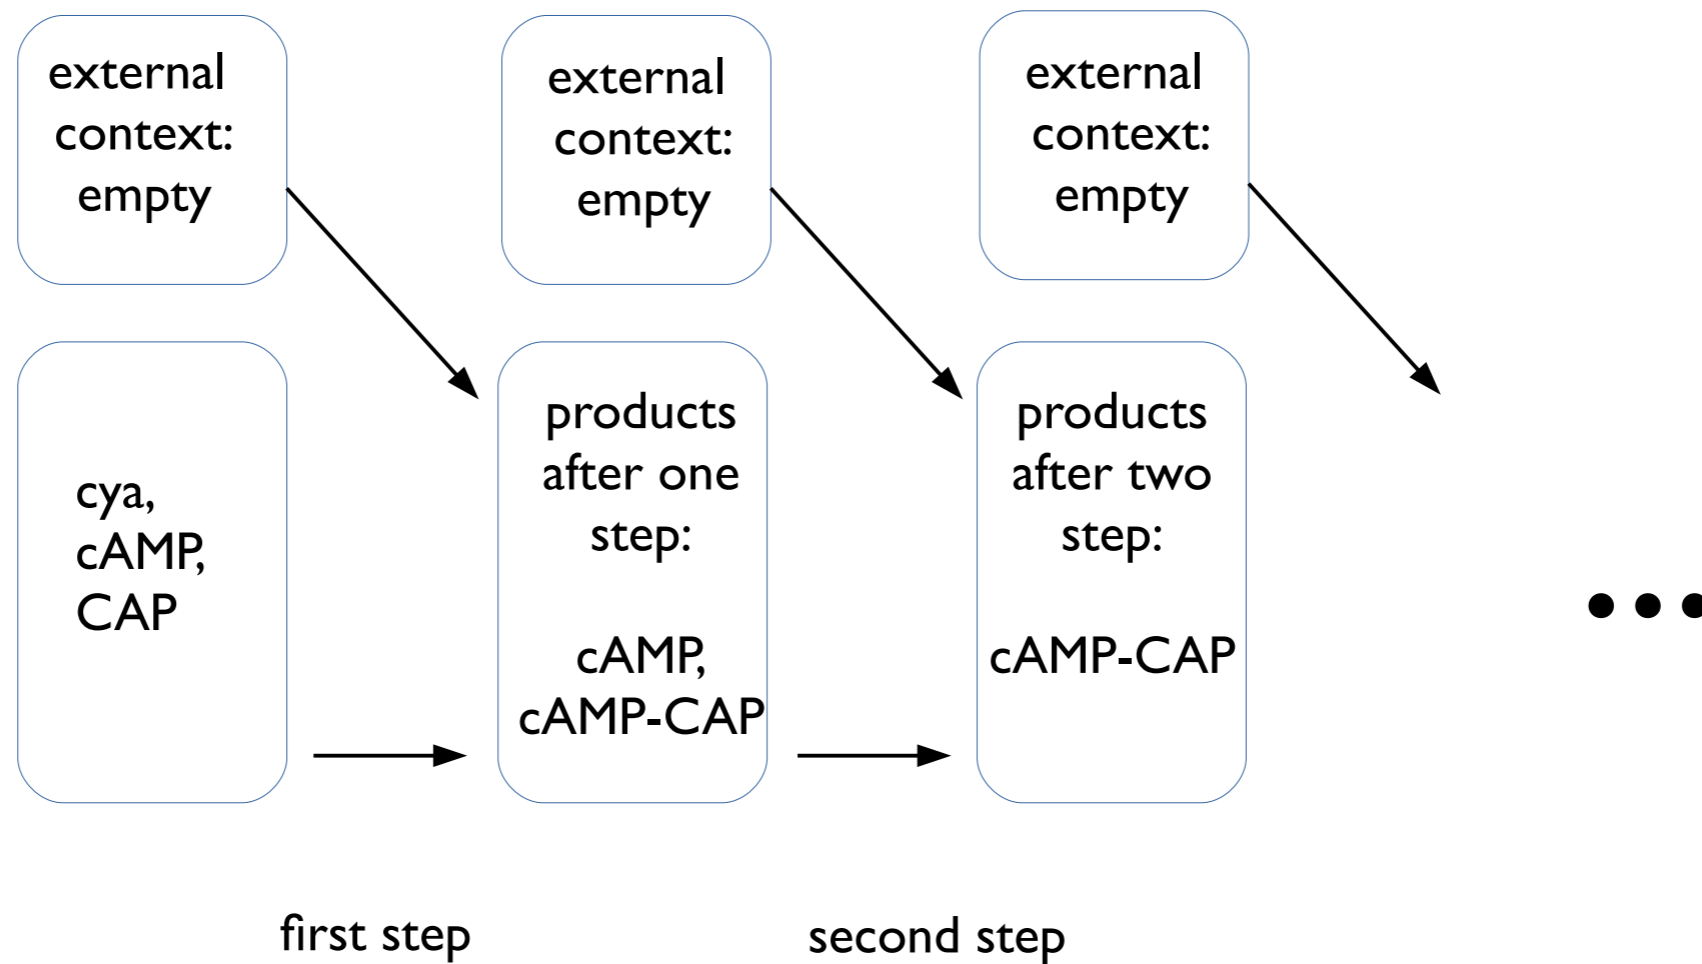 external
context:
empty
external
context:
empty
external
context:
empty
cya,
cAMP,
CAP
products
after one
step:
cAMP,
cAMP-CAP
products
after two
step:
cAMP-CAP
first step
second step